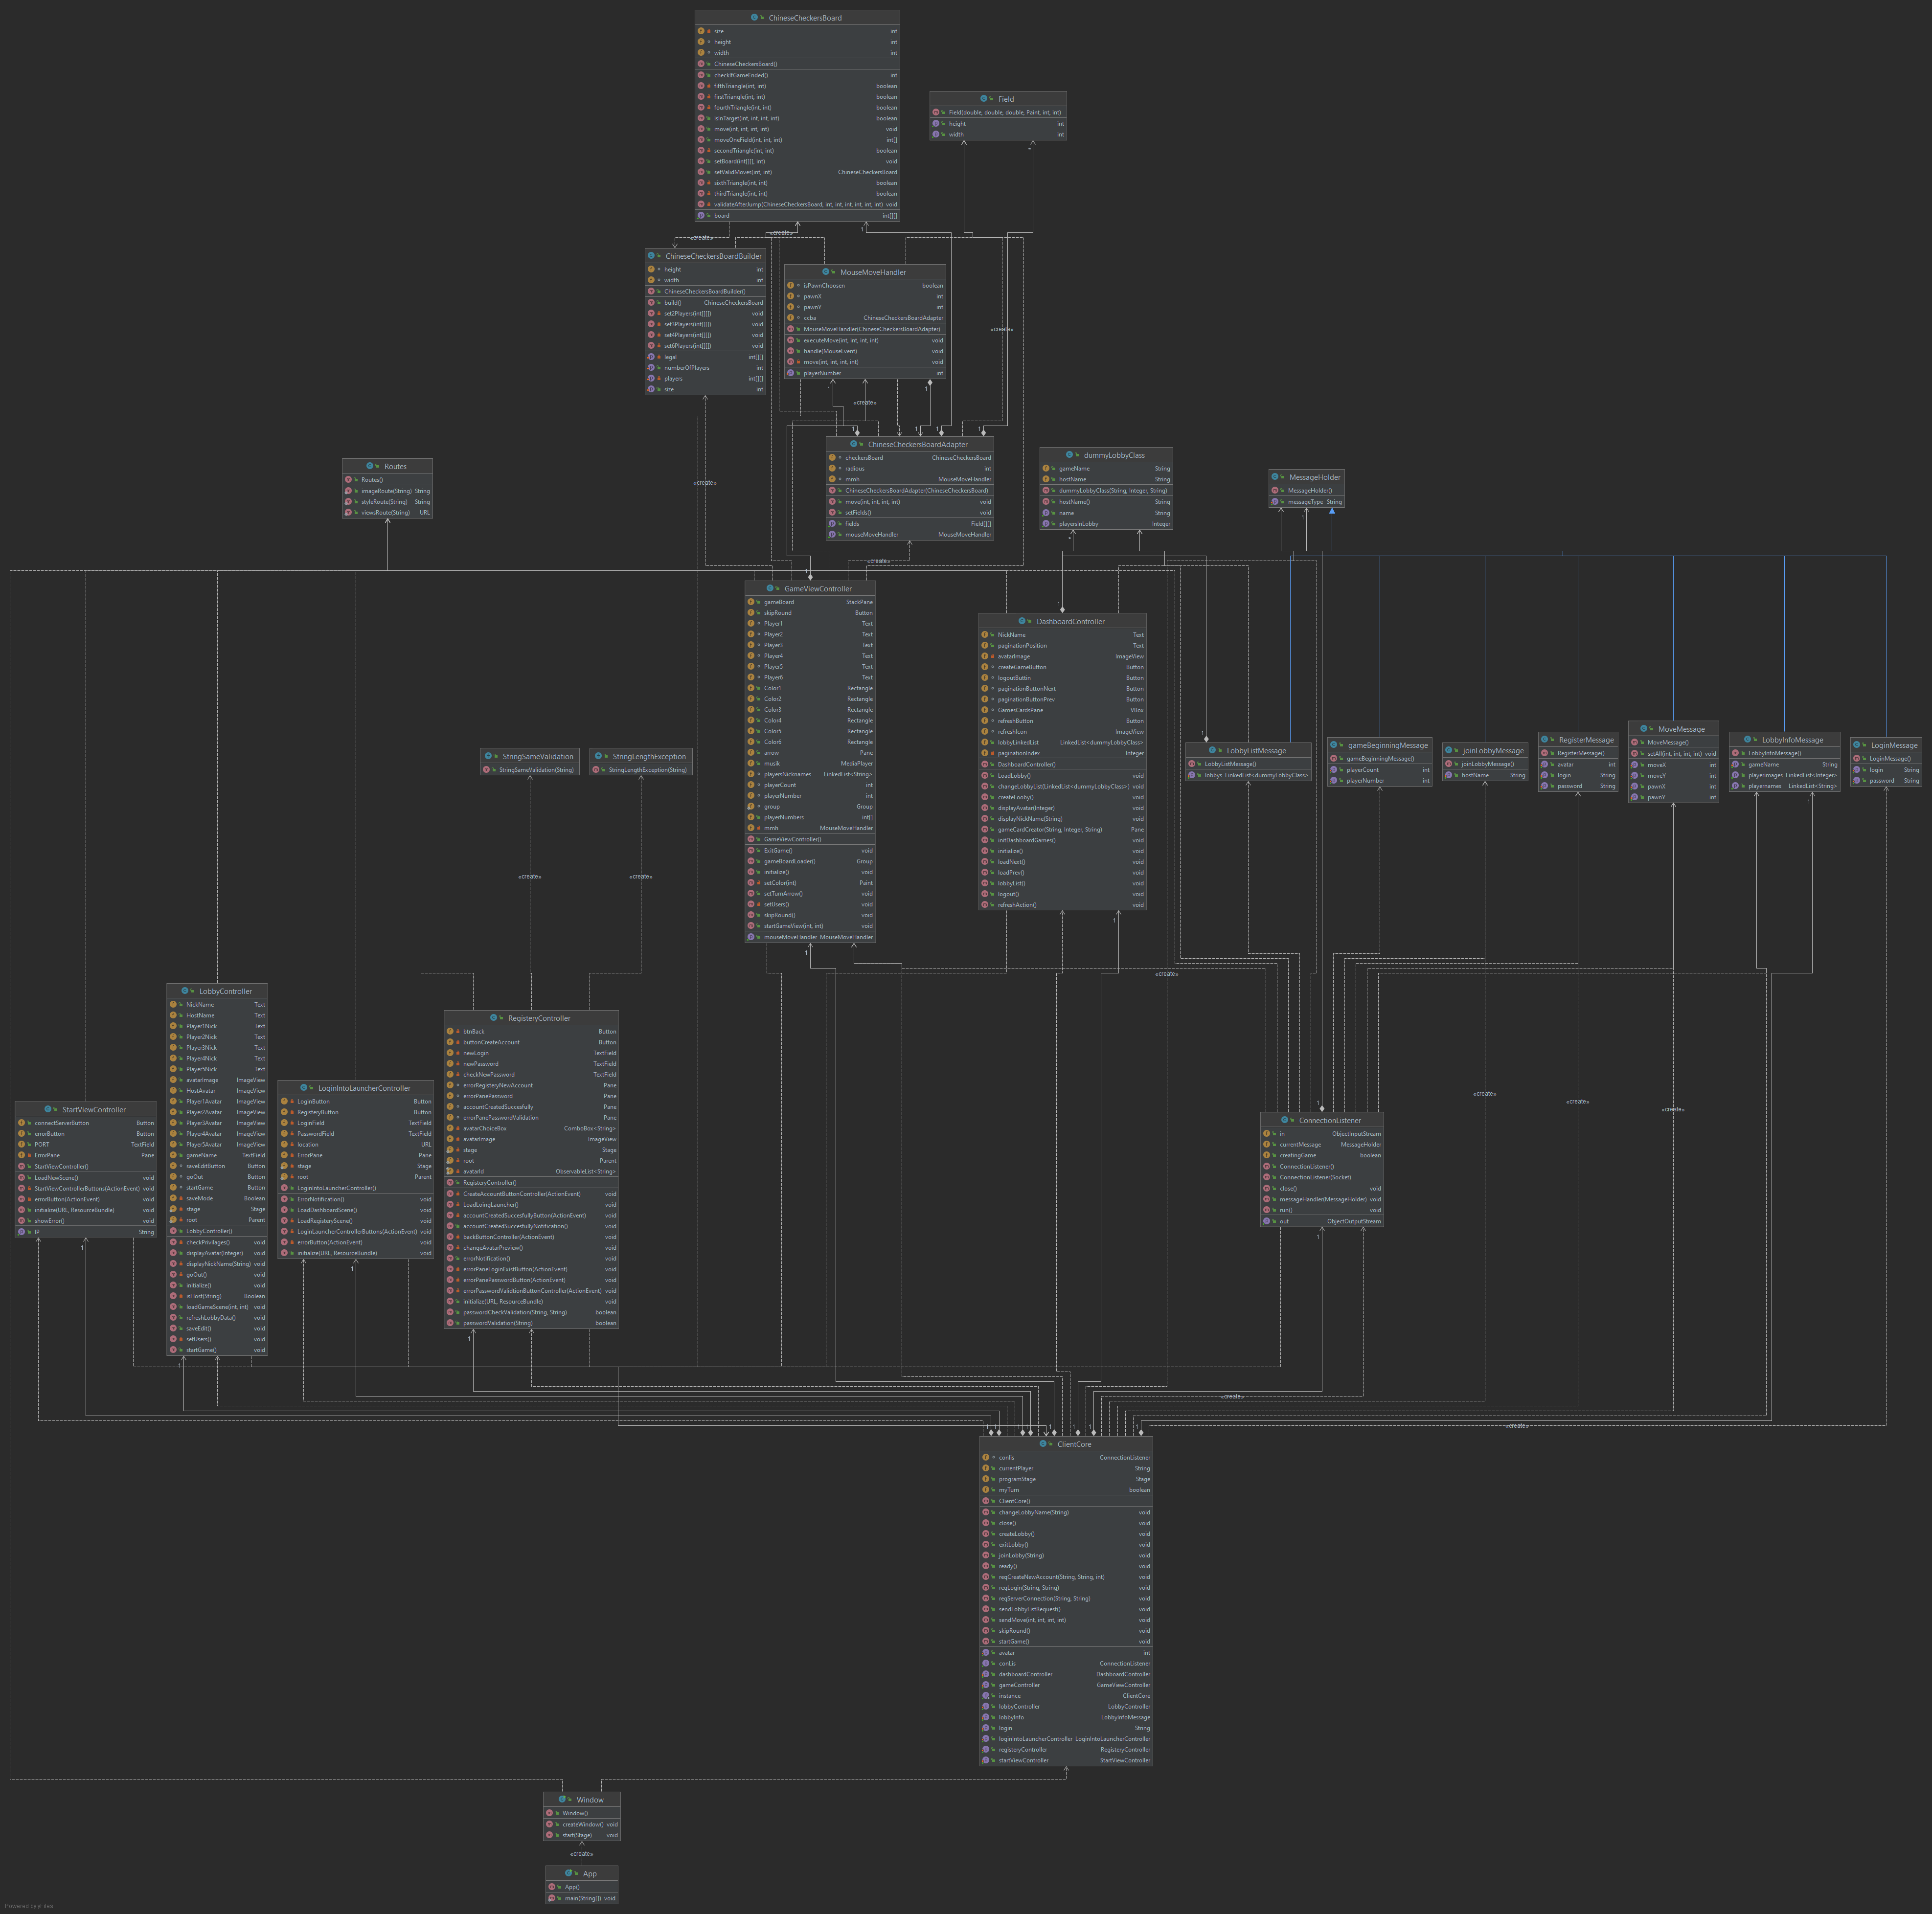 ChineseCheckersBoard
size int
height int
width int
ChineseCheckersBoard()
checkIfGameEnded() int
fifthTriangle(int, int) boolean
firstTriangle(int, int) boolean
fourthTriangle(int, int) boolean
isInTarget(int, int, int, int) boolean
move(int, int, int, int) void
moveOneField(int, int, int) int[]
secondTriangle(int, int) boolean
setBoard(int[][], int) void
setValidMoves(int, int) ChineseCheckersBoard
sixthTriangle(int, int) boolean
thirdTriangle(int, int) boolean
validateAfterJump(ChineseCheckersBoard, int, int, int, int, int, int) void
board int[][]
Field
Field(double, double, double, Paint, int, int)
height int
width int
ChineseCheckersBoardBuilder
height int
width int
ChineseCheckersBoardBuilder()
build() ChineseCheckersBoard
set2Players(int[][]) void
set3Players(int[][]) void
set4Players(int[][]) void
set6Players(int[][]) void
legal int[][]
numberOfPlayers int
players int[][]
size int
MouseMoveHandler
isPawnChoosen boolean
pawnX int
pawnY int
ccba ChineseCheckersBoardAdapter
MouseMoveHandler(ChineseCheckersBoardAdapter)
executeMove(int, int, int, int) void
handle(MouseEvent) void
move(int, int, int, int) void
playerNumber int
ChineseCheckersBoardAdapter
checkersBoard ChineseCheckersBoard
radious int
mmh MouseMoveHandler
ChineseCheckersBoardAdapter(ChineseCheckersBoard)
move(int, int, int, int) void
setFields() void
fields Field[][]
mouseMoveHandler MouseMoveHandler
dummyLobbyClass
gameName String
hostName String
dummyLobbyClass(String, Integer, String)
hostName() String
name String
playersInLobby Integer
Routes
Routes()
imageRoute(String) String
styleRoute(String) String
viewsRoute(String) URL
MessageHolder
MessageHolder()
messageType String
GameViewController
gameBoard StackPane
skipRound Button
Player1 Text
Player2 Text
Player3 Text
Player4 Text
Player5 Text
Player6 Text
Color1 Rectangle
Color2 Rectangle
Color3 Rectangle
Color4 Rectangle
Color5 Rectangle
Color6 Rectangle
arrow Pane
musik MediaPlayer
playersNicknames LinkedList<String>
playerCount int
playerNumber int
group Group
playerNumbers int[]
mmh MouseMoveHandler
GameViewController()
ExitGame() void
gameBoardLoader() Group
initialize() void
setColor(int) Paint
setTurnArrow() void
setUsers() void
skipRound() void
startGameView(int, int) void
mouseMoveHandler MouseMoveHandler
DashboardController
NickName Text
paginationPosition Text
avatarImage ImageView
createGameButton Button
logoutButtin Button
paginationButtonNext Button
paginationButtonPrev Button
GamesCardsPane VBox
refreshButton Button
refreshIcon ImageView
lobbyLinkedList LinkedList<dummyLobbyClass>
paginationIndex Integer
DashboardController()
LoadLobby() void
changeLobbyList(LinkedList<dummyLobbyClass>) void
createLooby() void
displayAvatar(Integer) void
displayNickName(String) void
gameCardCreator(String, Integer, String) Pane
initDashboardGames() void
initialize() void
loadNext() void
loadPrev() void
lobbyList() void
logout() void
refreshAction() void
StringSameValidation
StringSameValidation(String)
StringLengthException
StringLengthException(String)
LobbyListMessage
LobbyListMessage()
lobbys LinkedList<dummyLobbyClass>
gameBeginningMessage
gameBeginningMessage()
playerCount int
playerNumber int
joinLobbyMessage
joinLobbyMessage()
hostName String
RegisterMessage
RegisterMessage()
avatar int
login String
password String
MoveMessage
MoveMessage()
setAll(int, int, int, int) void
moveX int
moveY int
pawnX int
pawnY int
LobbyInfoMessage
LobbyInfoMessage()
gameName String
playerimages LinkedList<Integer>
playernames LinkedList<String>
LoginMessage
LoginMessage()
login String
password String
LobbyController
NickName Text
HostName Text
Player1Nick Text
Player2Nick Text
Player3Nick Text
Player4Nick Text
Player5Nick Text
avatarImage ImageView
HostAvatar ImageView
Player1Avatar ImageView
Player2Avatar ImageView
Player3Avatar ImageView
Player4Avatar ImageView
Player5Avatar ImageView
gameName TextField
saveEditButton Button
goOut Button
startGame Button
saveMode Boolean
stage Stage
root Parent
LobbyController()
checkPrivilages() void
displayAvatar(Integer) void
displayNickName(String) void
goOut() void
initialize() void
isHost(String) Boolean
loadGameScene(int, int) void
refreshLobbyData() void
saveEdit() void
setUsers() void
startGame() void
RegisteryController
btnBack Button
buttonCreateAccount Button
newLogin TextField
newPassword TextField
checkNewPassword TextField
errorRegisteryNewAccount Pane
errorPanePassword Pane
accountCreatedSuccesfully Pane
errorPanePasswordValidation Pane
avatarChoiceBox ComboBox<String>
avatarImage ImageView
stage Stage
root Parent
avatarId ObservableList<String>
RegisteryController()
CreateAccountButtonController(ActionEvent) void
LoadLoingLauncher() void
accountCreatedSuccesfullyButton(ActionEvent) void
accountCreatedSuccesfullyNotification() void
backButtonController(ActionEvent) void
changeAvatarPreview() void
errorNotification() void
errorPaneLoginExistButton(ActionEvent) void
errorPanePasswordButton(ActionEvent) void
errorPasswordValidtionButtonController(ActionEvent) void
initialize(URL, ResourceBundle) void
passwordCheckValidation(String, String) boolean
passwordValidation(String) boolean
LoginIntoLauncherController
LoginButton Button
RegisteryButton Button
LoginField TextField
PasswordField TextField
location URL
ErrorPane Pane
stage Stage
root Parent
LoginIntoLauncherController()
ErrorNotification() void
LoadDashboardScene() void
LoadRegistryScene() void
LoginLauncherControllerButtons(ActionEvent) void
errorButton(ActionEvent) void
initialize(URL, ResourceBundle) void
StartViewController
connectServerButton Button
errorButton Button
PORT TextField
ErrorPane Pane
StartViewController()
LoadNewScene() void
StartViewControllerButtons(ActionEvent) void
errorButton(ActionEvent) void
initialize(URL, ResourceBundle) void
showError() void
IP String
ConnectionListener
in ObjectInputStream
currentMessage MessageHolder
creatingGame boolean
ConnectionListener()
ConnectionListener(Socket)
close() void
messageHandler(MessageHolder) void
run() void
out ObjectOutputStream
ClientCore
conlis ConnectionListener
currentPlayer String
programStage Stage
myTurn boolean
ClientCore()
changeLobbyName(String) void
close() void
createLobby() void
exitLobby() void
joinLobby(String) void
ready() void
reqCreateNewAccount(String, String, int) void
reqLogin(String, String) void
reqServerConnection(String, String) void
sendLobbyListRequest() void
sendMove(int, int, int, int) void
skipRound() void
startGame() void
avatar int
conLis ConnectionListener
dashboardController DashboardController
gameController GameViewController
instance ClientCore
lobbyController LobbyController
lobbyInfo LobbyInfoMessage
login String
loginIntoLauncherController LoginIntoLauncherController
registeryController RegisteryController
startViewController StartViewController
Window
Window()
createWindow() void
start(Stage) void
«create»
App
App()
main(String[]) void
Powered by yFiles